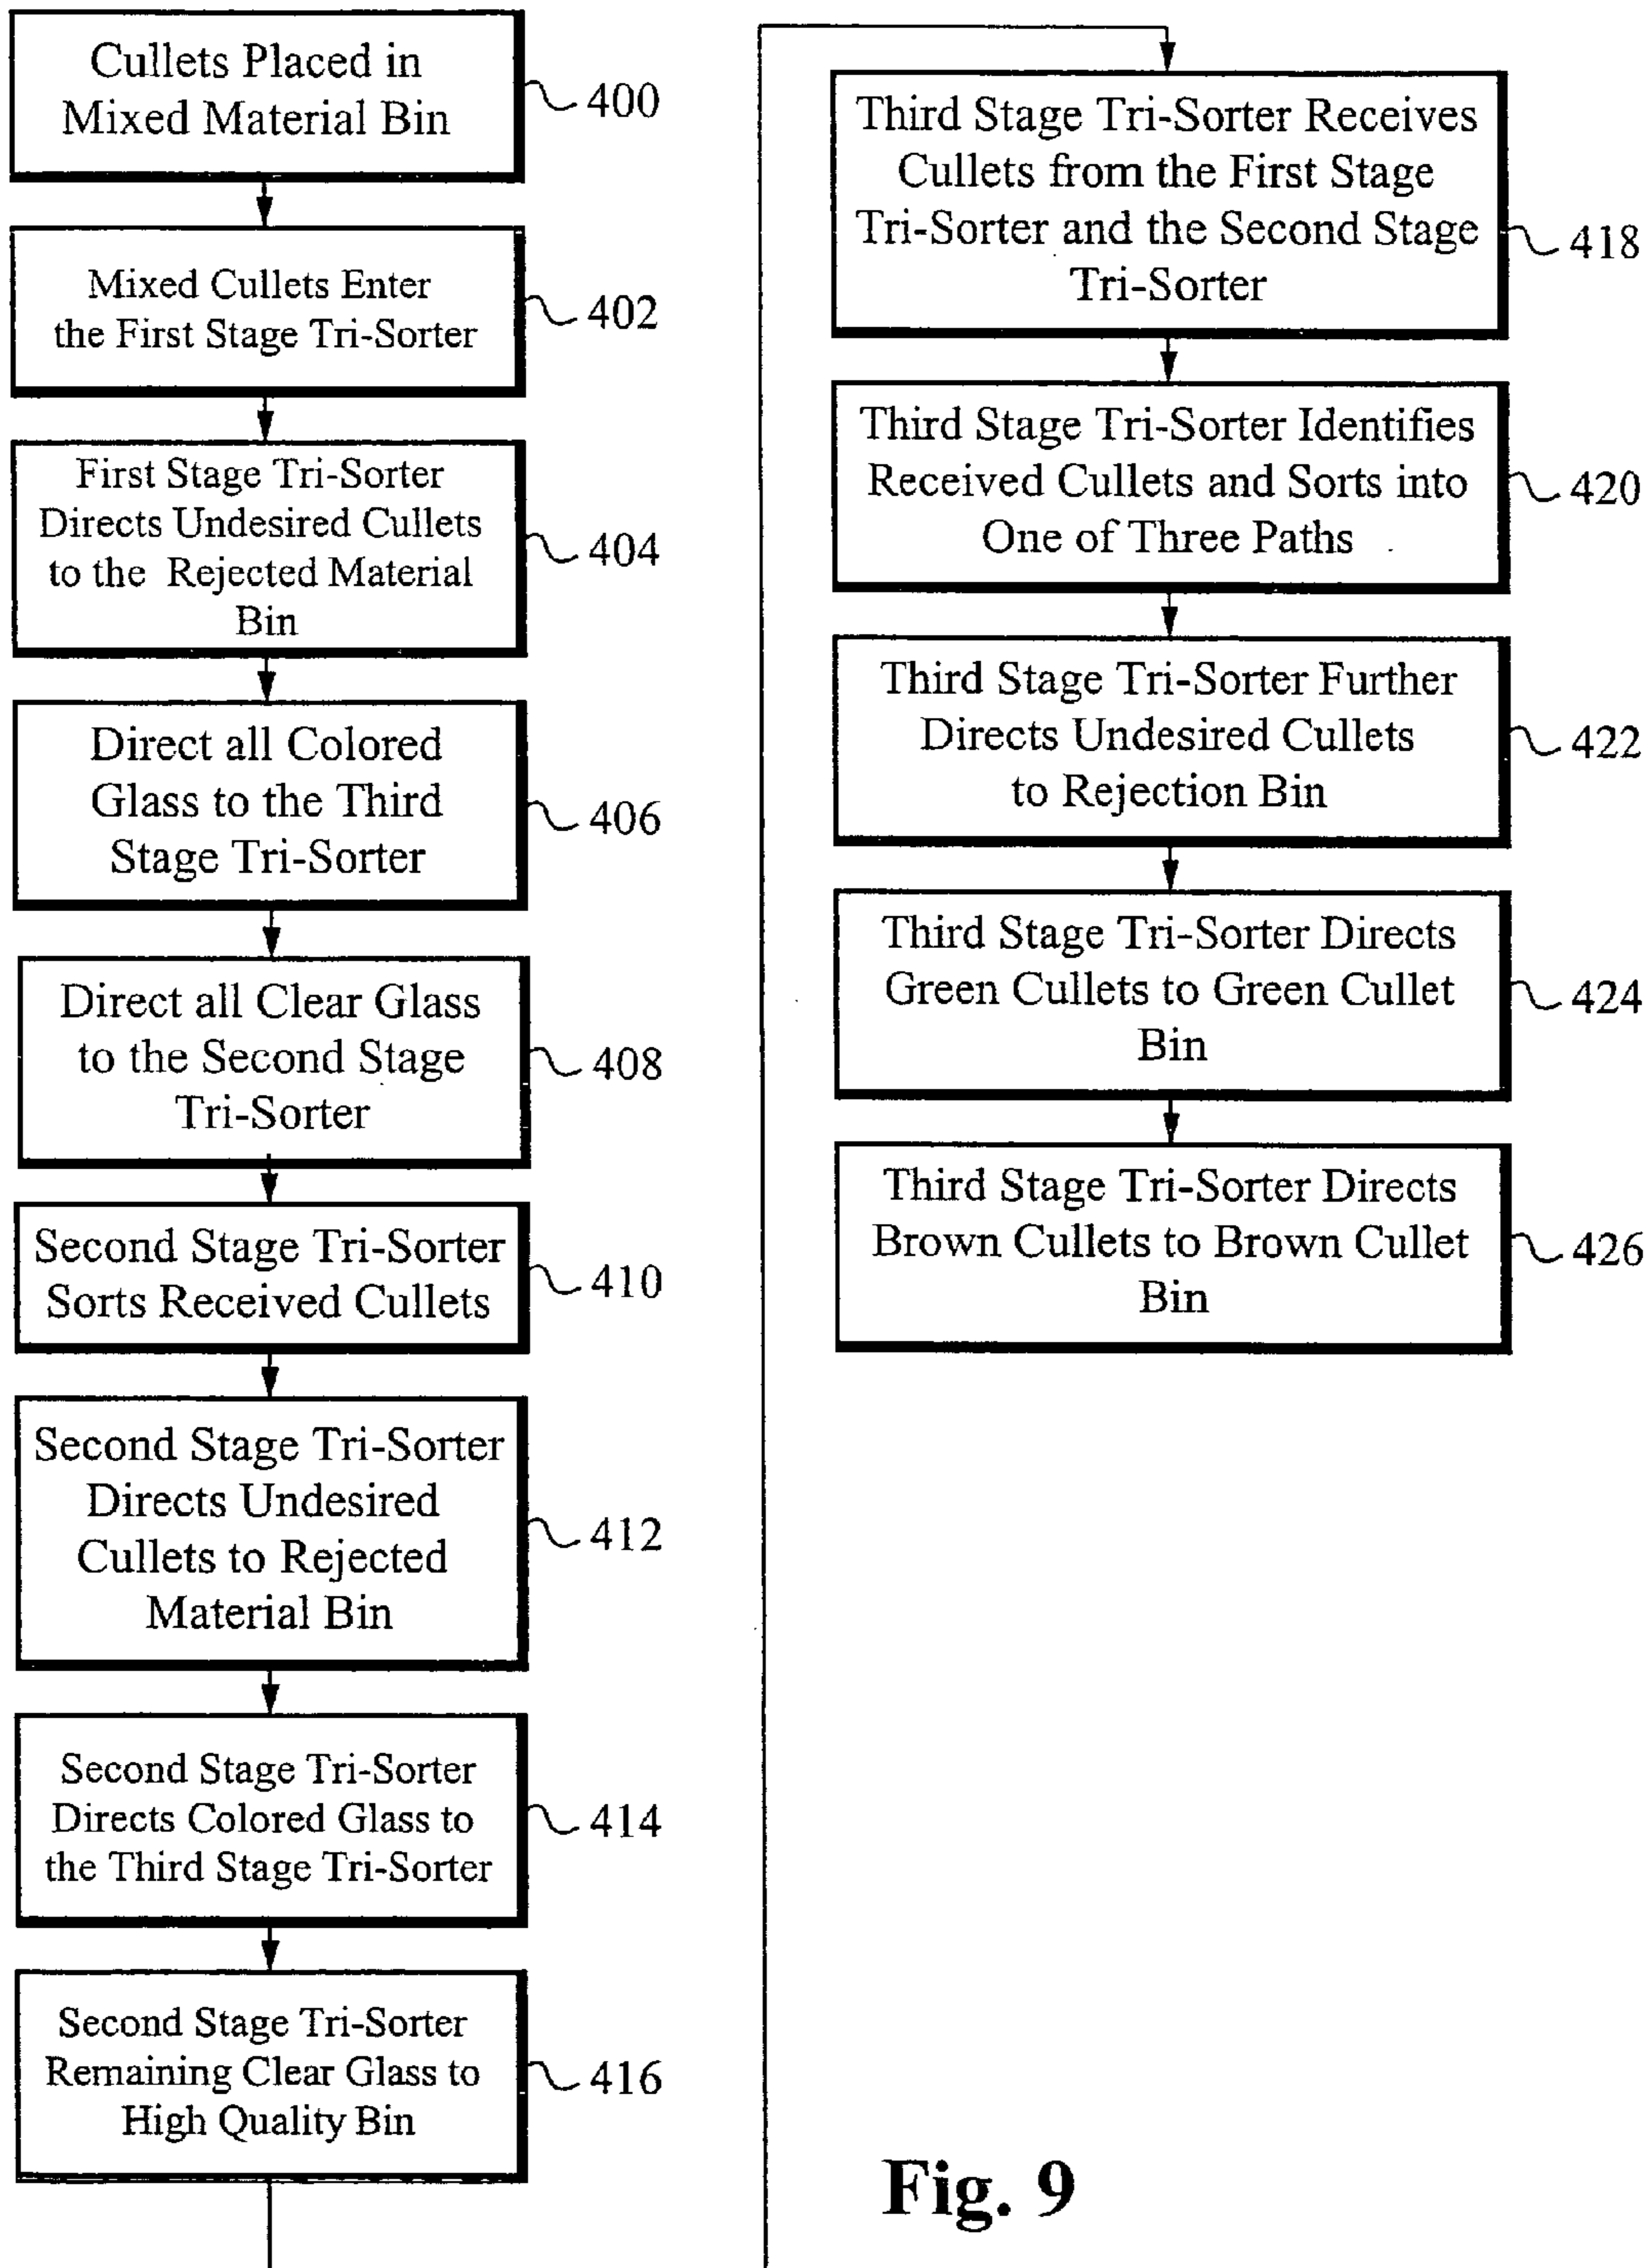 Cullets Placed in
Mixed Material Bin
400
Mixed Cullets Enter
the First Stage Tri-Sorter
402
First Stage Tri-Sorter
Directs Undesired Cullets
to the Rejected Material
Bin
404
Direct all Colored
Glass to the Third
Stage Tri-Sorter
406
Direct all Clear Glass
to the Second Stage
Tri-Sorter
408
Second Stage Tri-Sorter
Sorts Received Cullets
410
Second Stage Tri-Sorter
Directs Undesired
Cullets to Rejected
Material Bin
412
Second Stage Tri-Sorter
Directs Colored Glass to
the Third Stage Tri-Sorter
414
Second Stage Tri-Sorter
Remaining Clear Glass to
High Quality Bin
416
Third Stage Tri-Sorter Receives
Cullets from the First Stage
Tri-Sorter and the Second Stage
Tri-Sorter
418
Third Stage Tri-Sorter Identifies
Received Cullets and Sorts into
One of Three Paths
420
Third Stage Tri-Sorter Further
Directs Undesired Cullets
to Rejection Bin
422
Third Stage Tri-Sorter Directs
Green Cullets to Green Cullet
Bin
424
Third Stage Tri-Sorter Directs
Brown Cullets to Brown Cullet
Bin
426
Fig. 9